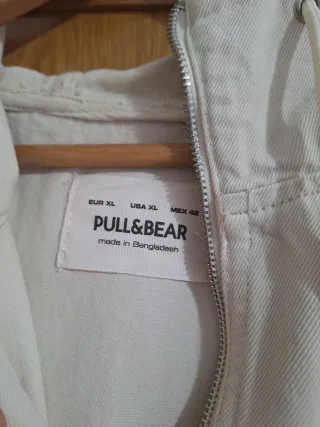 EUR XL USA XL MEX 42
PULL&BEAR
made in Bangladesh